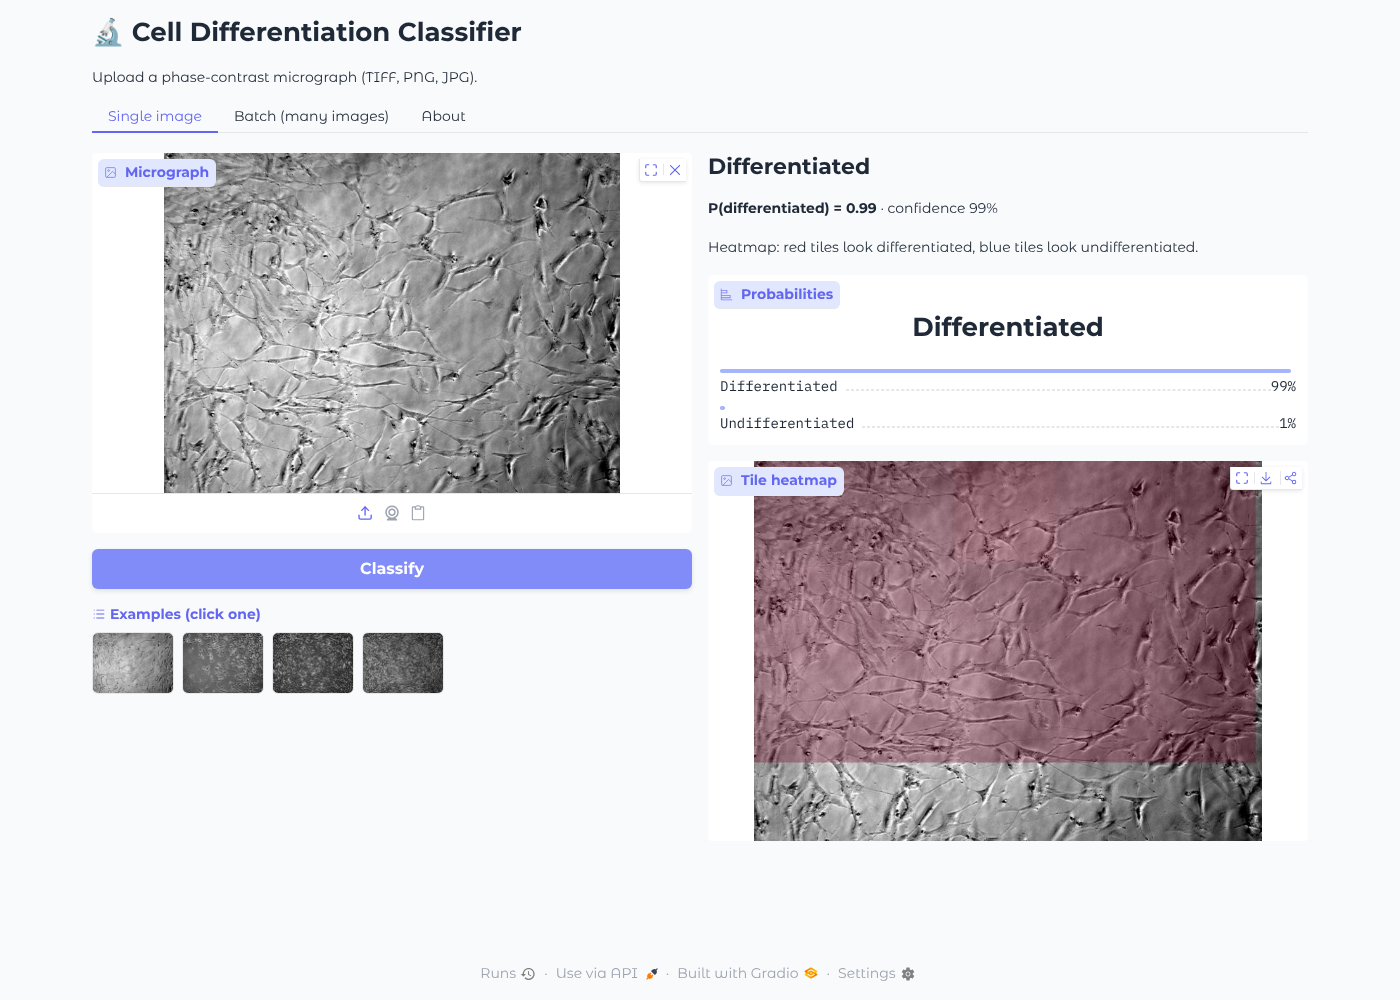 🔬 Cell Differentiation Classifier
Upload a phase-contrast micrograph (TIFF, PNG, JPG).
Single image
Batch (many images)
About
Micrograph
Classify
Examples (click one)
Differentiated
P(differentiated) = 0.99 · confidence 99%
Heatmap: red tiles look differentiated, blue tiles look undifferentiated.
Probabilities
Differentiated
Differentiated 99%
Undifferentiated 1%
Tile heatmap
Runs · Use via API · Built with Gradio · Settings